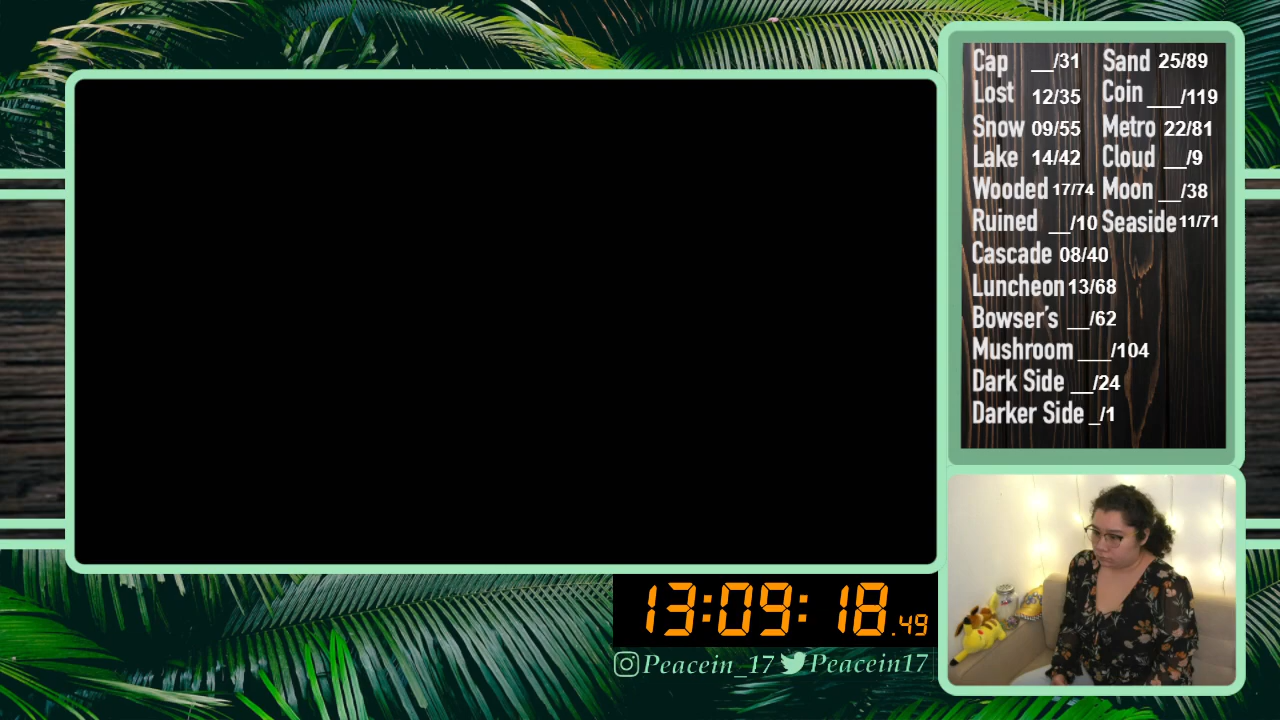 Cap __/31 Sand 25/89
Lost 12/35 Coin ___/119
Snow 09/55 Metro 22/81
Lake 14/42 Cloud __/9
Wooded 17/74 Moon __/38
Ruined __/10 Seaside 11/71
Cascade 08/40
Luncheon 13/68
Bowser's __/62
Mushroom ___/104
Dark Side __/24
Darker Side _/1
13:09:18.49
Peacein_17 Peacein17